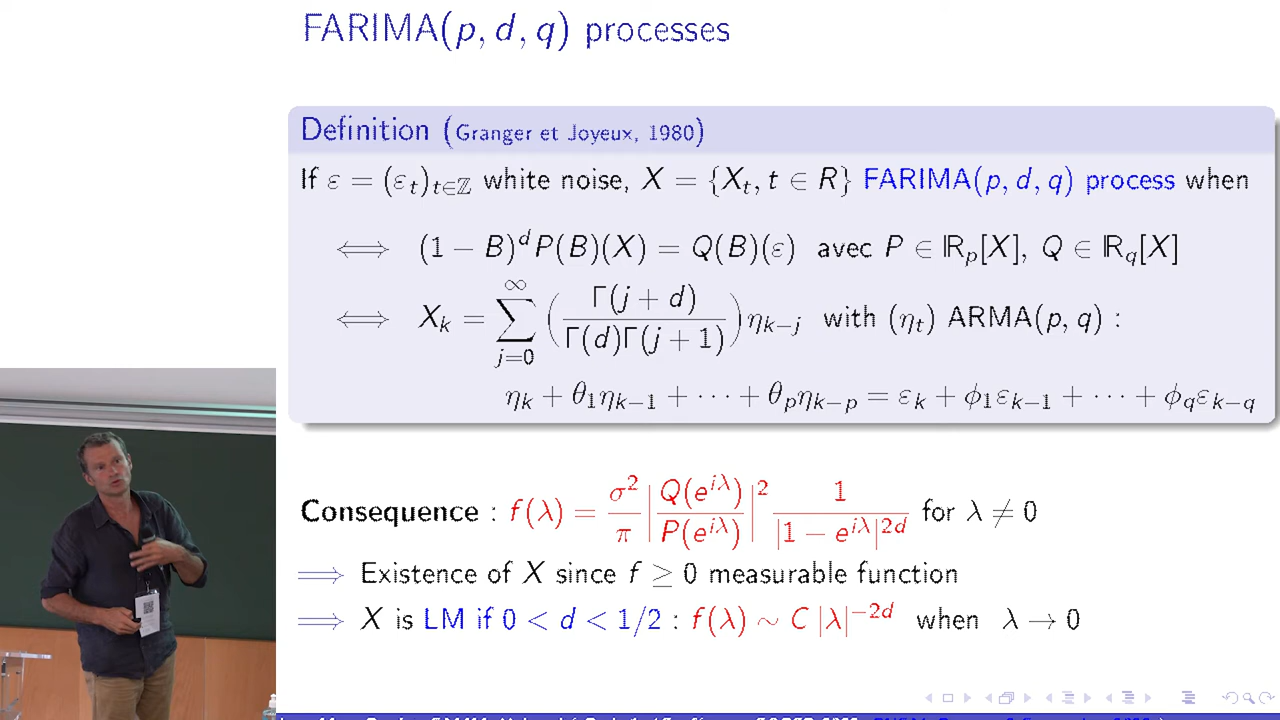 FARIMA(p, d, q) processes
Definition (Granger et Joyeux, 1980)
If ε = (ε_t)_{t∈ℤ} white noise, X = {X_t, t ∈ R} FARIMA(p, d, q) process when
⟺ (1 − B)^d P(B)(X) = Q(B)(ε) avec P ∈ ℝ_p[X], Q ∈ ℝ_q[X]
⟺ X_k = ∑_{j=0}^{∞} (Γ(j + d) / Γ(d)Γ(j + 1)) η_{k−j} with (η_t) ARMA(p, q) :
η_k + θ_1η_{k−1} + ⋯ + θ_pη_{k−p} = ε_k + ϕ_1ε_{k−1} + ⋯ + ϕ_qε_{k−q}
Consequence : f(λ) = σ^2/π |Q(e^{iλ})/P(e^{iλ})|^2 1/|1 − e^{iλ}|^{2d} for λ ≠ 0
⟹ Existence of X since f ≥ 0 measurable function
⟹ X is LM if 0 < d < 1/2 : f(λ) ∼ C |λ|^{−2d} when λ → 0